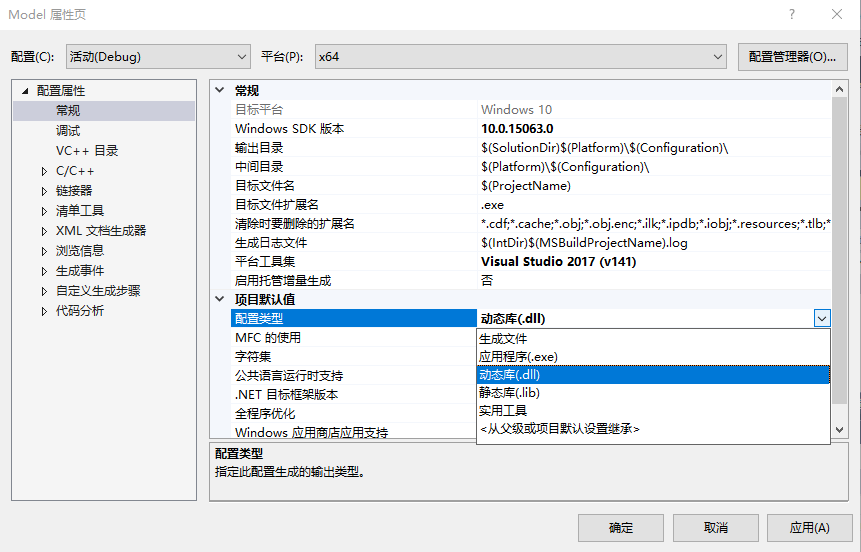 Model 属性页
配置(C): 活动(Debug) 平台(P): x64 配置管理器(O)...
配置属性
常规
调试
VC++ 目录
C/C++
链接器
清单工具
XML 文档生成器
浏览信息
生成事件
自定义生成步骤
代码分析
常规
目标平台 Windows 10
Windows SDK 版本 10.0.15063.0
输出目录 $(SolutionDir)$(Platform)\$(Configuration)\
中间目录 $(Platform)\$(Configuration)\
目标文件名 $(ProjectName)
目标文件扩展名 .exe
清除时要删除的扩展名 *.cdf;*.cache;*.obj;*.obj.enc;*.ilk;*.ipdb;*.iobj;*.resources;*.tlb;*
生成日志文件 $(IntDir)$(MSBuildProjectName).log
平台工具集 Visual Studio 2017 (v141)
启用托管增量生成 否
项目默认值
配置类型 动态库(.dll)
MFC 的使用
字符集
公共语言运行时支持
.NET 目标框架版本
全程序优化
Windows 应用商店应用支持
生成文件
应用程序(.exe)
动态库(.dll)
静态库(.lib)
实用工具
<从父级或项目默认设置继承>
配置类型
指定此配置生成的输出类型。
确定 取消 应用(A)